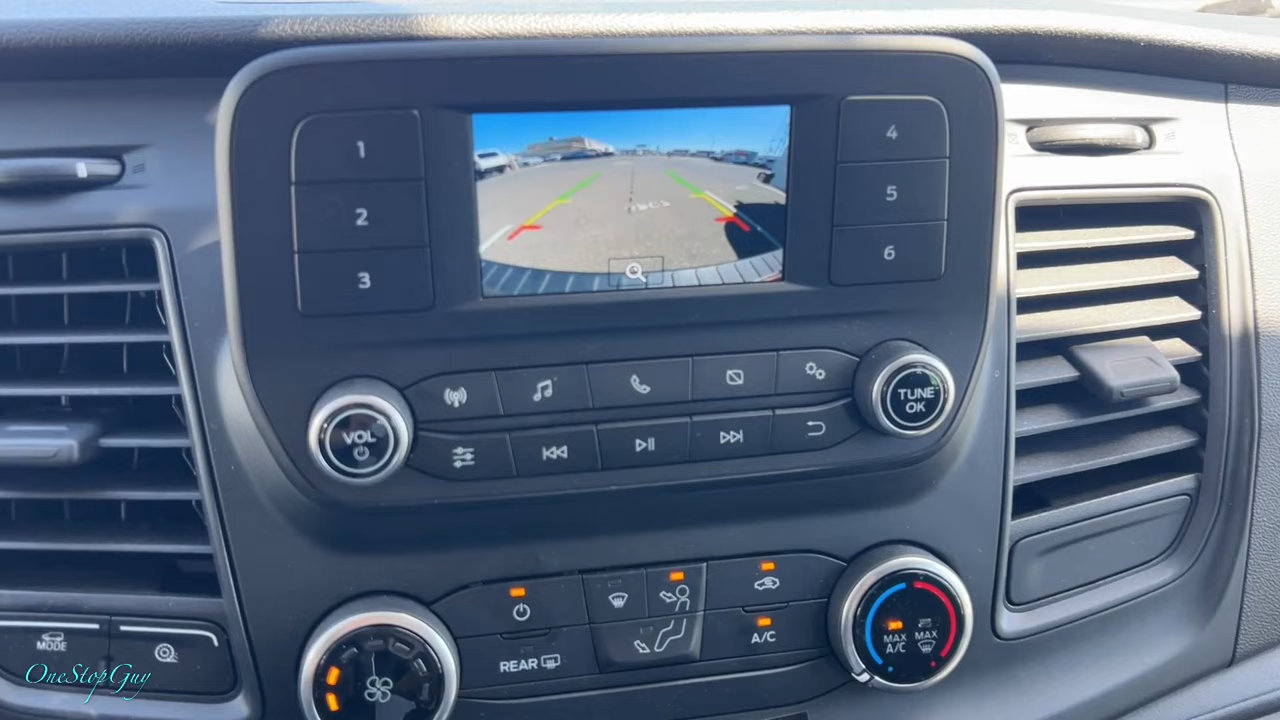 1
2
3
4
5
6
VOL
TUNE
OK
MODE
REAR
A/C
MAX
A/C
MAX
OneStopGuy